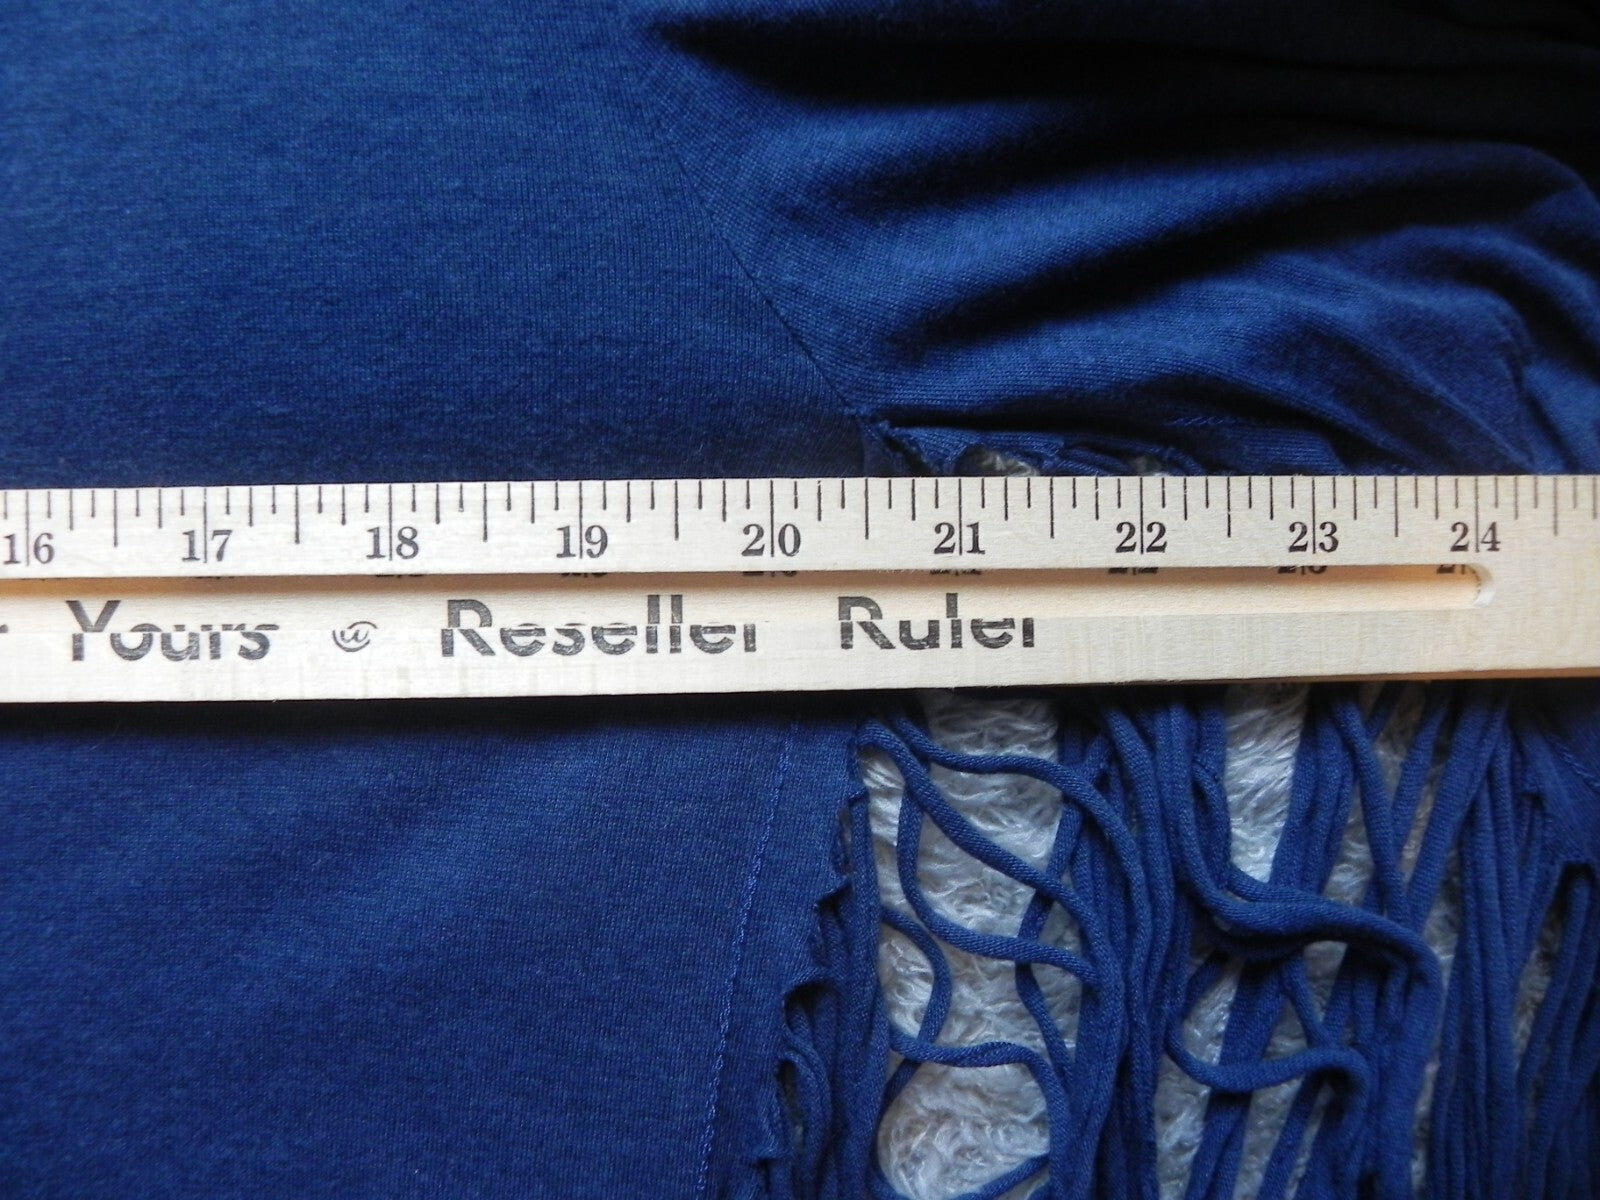 16 17 18 19 20 21 22 23 24
Yours Reseller Ruler